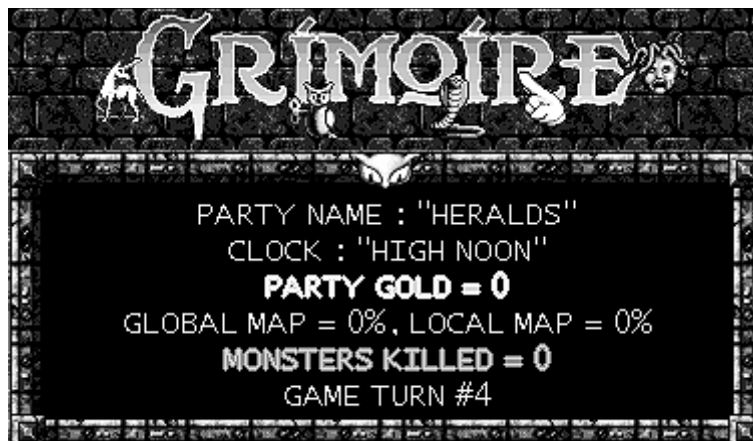 GRIMOIRE
PARTY NAME : "HERALDS"
CLOCK : "HIGH NOON"
PARTY GOLD = 0
GLOBAL MAP = 0%, LOCAL MAP = 0%
MONSTERS KILLED = 0
GAME TURN #4